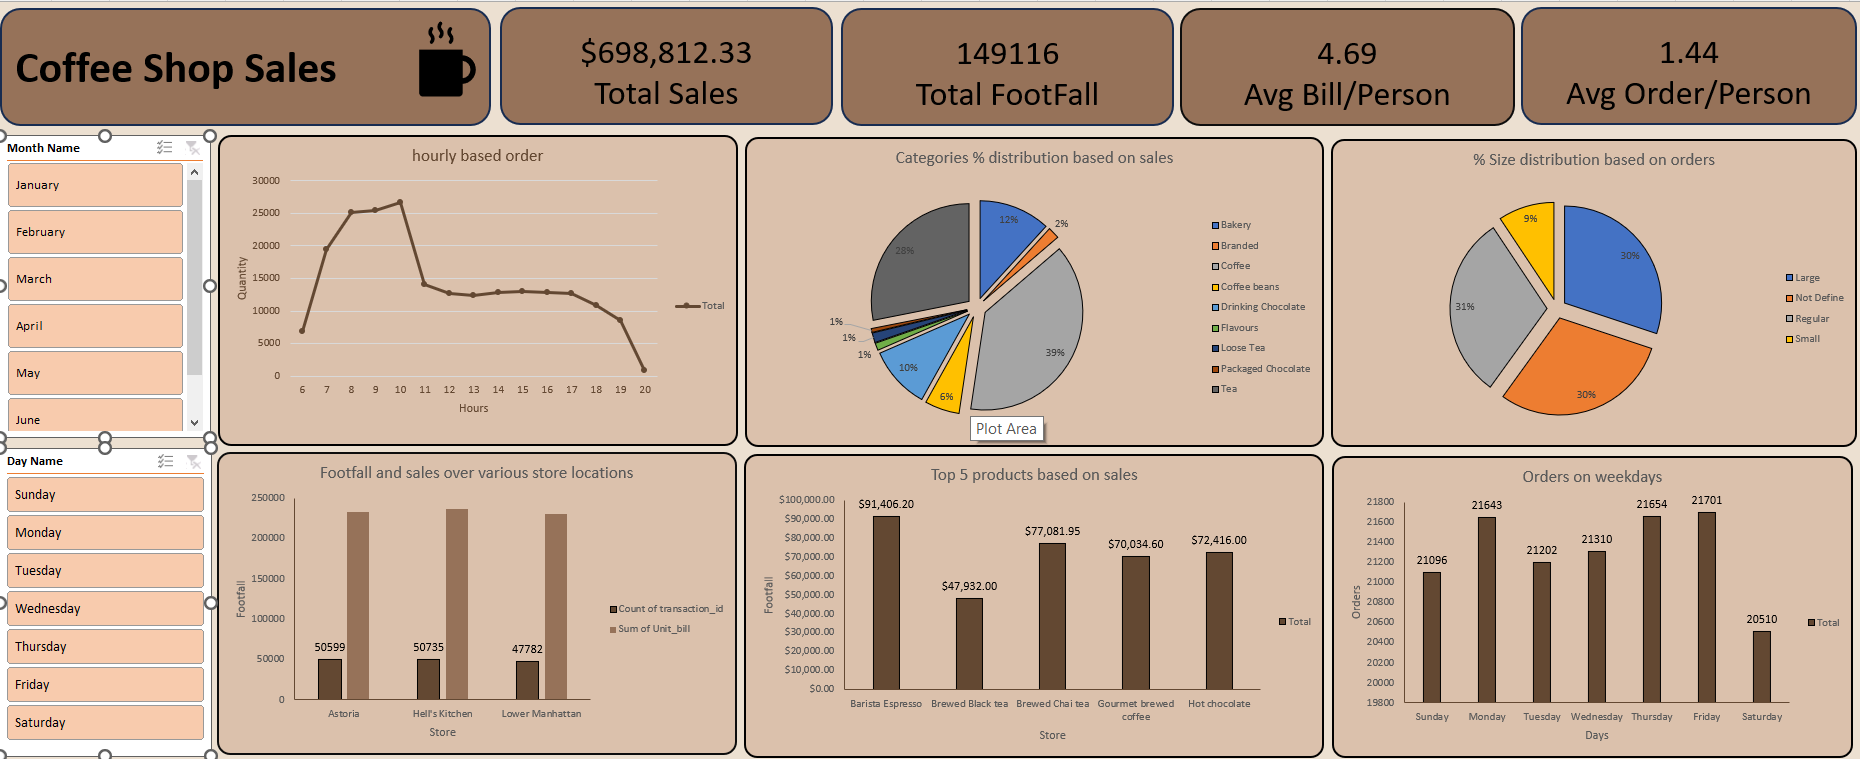 Coffee Shop Sales
$698,812.33
Total Sales
149116
Total FootFall
4.69
Avg Bill/Person
1.44
Avg Order/Person
Month Name
January
February
March
April
May
June
hourly based order
30000
25000
20000
15000
10000
5000
0
Quantity
6 7 8 9 10 11 12 13 14 15 16 17 18 19 20
Hours
Total
Categories % distribution based on sales
12%
2%
39%
6%
10%
1%
1%
1%
28%
Bakery
Branded
Coffee
Coffee beans
Drinking Chocolate
Flavours
Loose Tea
Packaged Chocolate
Tea
Plot Area
% Size distribution based on orders
30%
30%
31%
9%
Large
Not Define
Regular
Small
Day Name
Sunday
Monday
Tuesday
Wednesday
Thursday
Friday
Saturday
Footfall and sales over various store locations
250000
200000
150000
100000
50000
0
Footfall
50599
50735
47782
Astoria Hell's Kitchen Lower Manhattan
Store
Count of transaction_id
Sum of Unit_bill
Top 5 products based on sales
$100,000.00
$90,000.00
$80,000.00
$70,000.00
$60,000.00
$50,000.00
$40,000.00
$30,000.00
$20,000.00
$10,000.00
$0.00
Footfall
$91,406.20
$47,932.00
$77,081.95
$70,034.60
$72,416.00
Barista Espresso Brewed Black tea Brewed Chai tea Gourmet brewed Hot chocolate
coffee
Store
Total
Orders on weekdays
21800
21600
21400
21200
21000
20800
20600
20400
20200
20000
19800
Orders
21096
21643
21202
21310
21654
21701
20510
Sunday Monday Tuesday Wednesday Thursday Friday Saturday
Days
Total